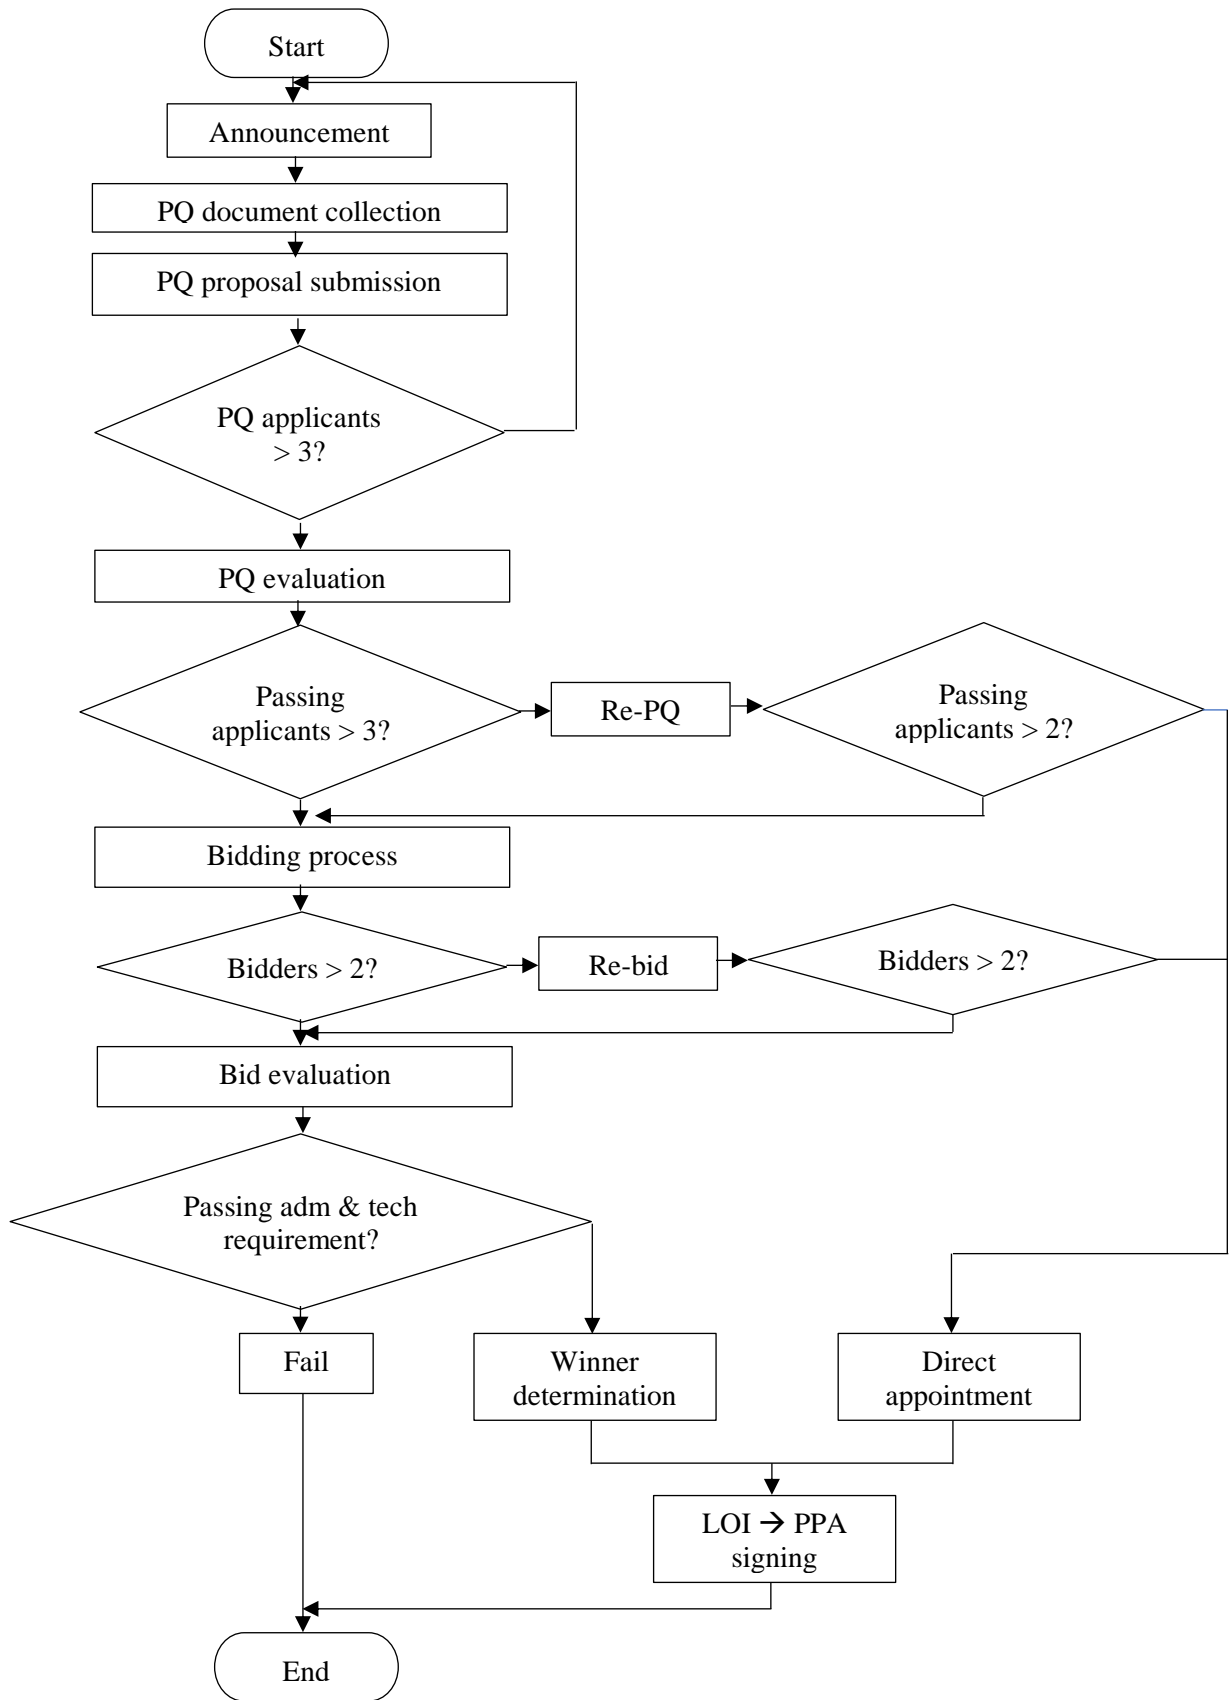 Start
Announcement
PQ document collection
PQ proposal submission
PQ applicants
> 3?
PQ evaluation
Passing
applicants > 3?
Re-PQ
Passing
applicants > 2?
Bidding process
Bidders > 2?
Re-bid
Bidders > 2?
Bid evaluation
Passing adm & tech
requirement?
Fail
Winner
determination
Direct
appointment
LOI → PPA
signing
End